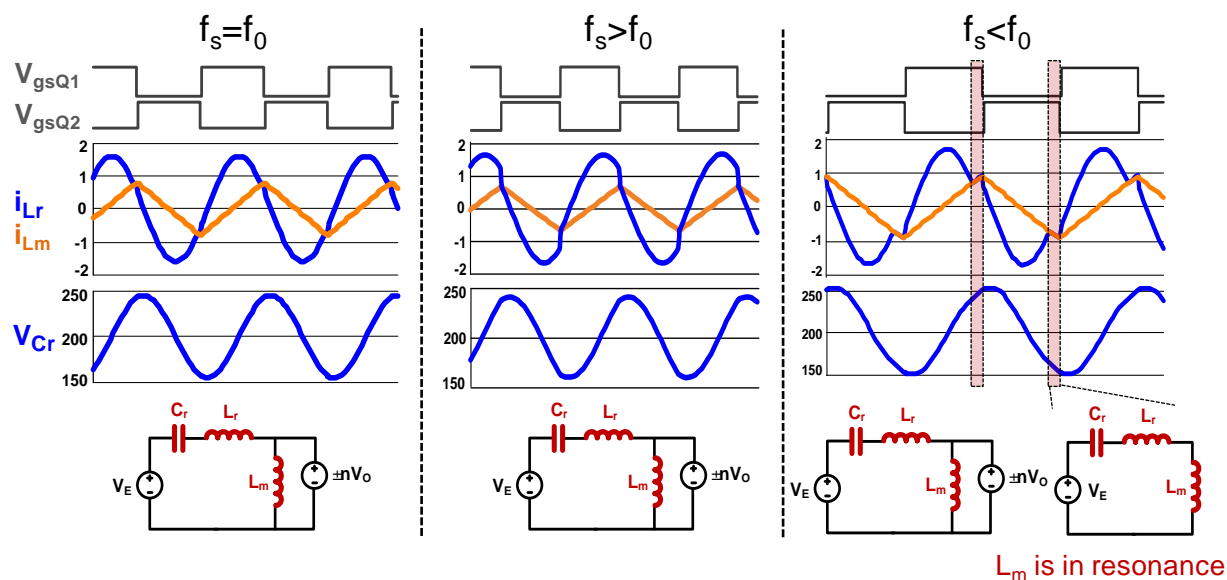 fs=f0
fs>f0
fs<f0
VgsQ1
VgsQ2
2
1
0
-1
-2
iLr
iLm
2
1
0
-1
-2
2
1
0
-1
-2
VCr
250
200
150
250
200
150
250
200
150
Cr
Lr
VE
Lm
±nVO
Cr
Lr
VE
Lm
±nVO
Cr
Lr
VE
Lm
±nVO
Cr
Lr
VE
Lm
Lm is in resonance